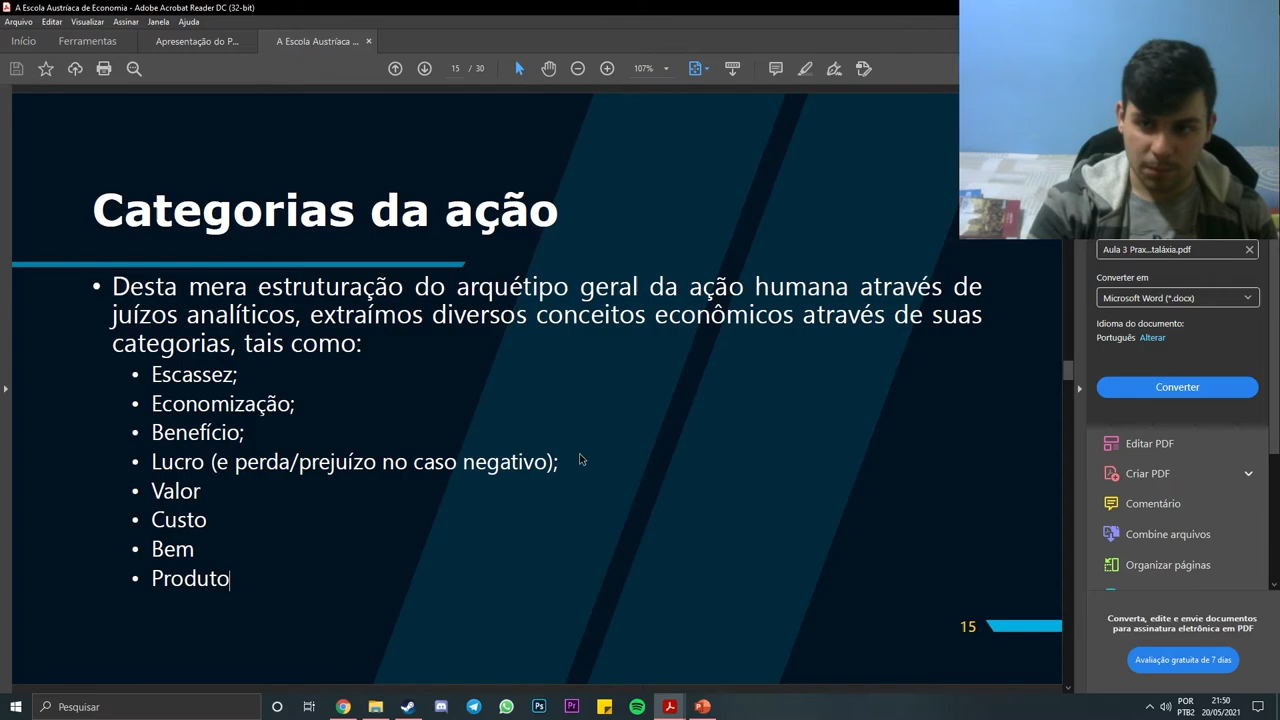 A Escola Austríaca de Economia - Adobe Acrobat Reader DC (32-bit)
Arquivo Editar Visualizar Assinar Janela Ajuda
Início Ferramentas Apresentação do P... A Escola Austríaca ... ×
15 / 30 107%
Categorias da ação
• Desta mera estruturação do arquétipo geral da ação humana através de
juízos analíticos, extraímos diversos conceitos econômicos através de suas
categorias, tais como:
• Escassez;
• Economização;
• Benefício;
• Lucro (e perda/prejuízo no caso negativo);
• Valor
• Custo
• Bem
• Produto
15
Aula 3 Prax...taláxia.pdf
Converter em
Microsoft Word (*.docx)
Idioma do documento:
Português Alterar
Converter
Editar PDF
Criar PDF
Comentário
Combine arquivos
Organizar páginas
Converta, edite e envie documentos
para assinatura eletrônica em PDF
Avaliação gratuita de 7 dias
Pesquisar
POR
PTB2
21:50
20/05/2021